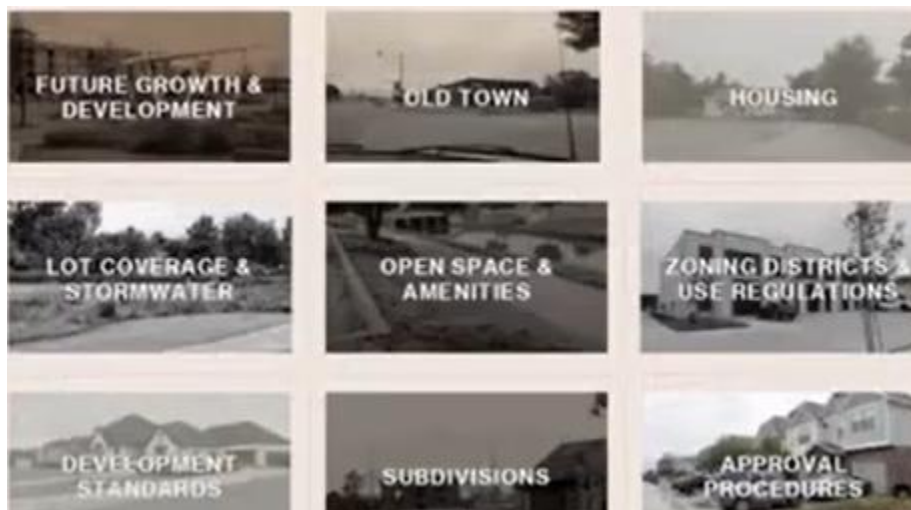 FUTURE GROWTH &
DEVELOPMENT
OLD TOWN
HOUSING
LOT COVERAGE &
STORMWATER
OPEN SPACE &
AMENITIES
ZONING DISTRICTS &
USE REGULATIONS
DEVELOPMENT
STANDARDS
SUBDIVISIONS
APPROVAL
PROCEDURES